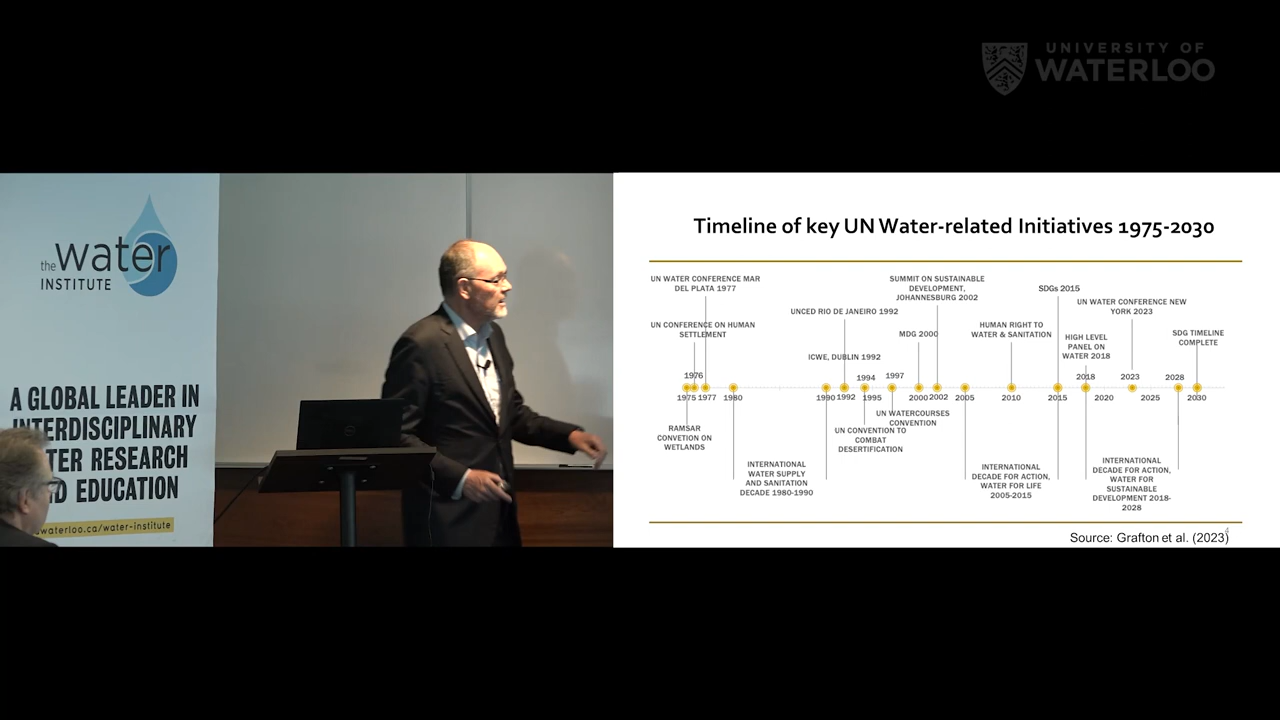 UNIVERSITY OF
WATERLOO
the water
INSTITUTE
A GLOBAL LEADER IN
INTERDISCIPLINARY
TER RESEARCH
D EDUCATION
waterloo.ca/water-institute
Timeline of key UN Water-related Initiatives 1975-2030
UN WATER CONFERENCE MAR
DEL PLATA 1977
UN CONFERENCE ON HUMAN
SETTLEMENT
UNCED RIO DE JANEIRO 1992
ICWE, DUBLIN 1992
SUMMIT ON SUSTAINABLE
DEVELOPMENT,
JOHANNESBURG 2002
MDG 2000
HUMAN RIGHT TO
WATER & SANITATION
SDGs 2015
UN WATER CONFERENCE NEW
YORK 2023
HIGH LEVEL
PANEL ON
WATER 2018
SDG TIMELINE
COMPLETE
1976 1994 1997 2018 2023 2028
1975 1977 1980 1990 1992 1995 2000 2002 2005 2010 2015 2020 2025 2030
RAMSAR
CONVETION ON
WETLANDS
INTERNATIONAL
WATER SUPPLY
AND SANITATION
DECADE 1980-1990
UN WATERCOURSES
CONVENTION
UN CONVENTION TO
COMBAT
DESERTIFICATION
INTERNATIONAL
DECADE FOR ACTION,
WATER FOR LIFE
2005-2015
INTERNATIONAL
DECADE FOR ACTION,
WATER FOR
SUSTAINABLE
DEVELOPMENT 2018-
2028
Source: Grafton et al. (2023)
4